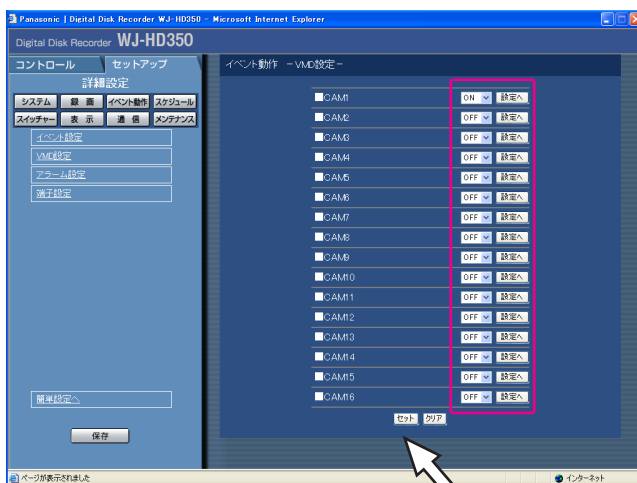 Panasonic | Digital Disk Recorder WJ-HD350 - Microsoft Internet Explorer
Digital Disk Recorder WJ-HD350
コントロール セットアップ
詳細設定
システム 録 画 イベント動作 スケジュール
スイッチャー 表 示 通 信 メンテナンス
イベント設定
VMD設定
アラーム設定
端子設定
簡単設定へ
保存
イベント動作 －VMD設定－
CAM1 ON 設定へ
CAM2 OFF 設定へ
CAM3 OFF 設定へ
CAM4 OFF 設定へ
CAM5 OFF 設定へ
CAM6 OFF 設定へ
CAM7 OFF 設定へ
CAM8 OFF 設定へ
CAM9 OFF 設定へ
CAM10 OFF 設定へ
CAM11 OFF 設定へ
CAM12 OFF 設定へ
CAM13 OFF 設定へ
CAM14 OFF 設定へ
CAM15 OFF 設定へ
CAM16 OFF 設定へ
セット クリア
ページが表示されました インターネット